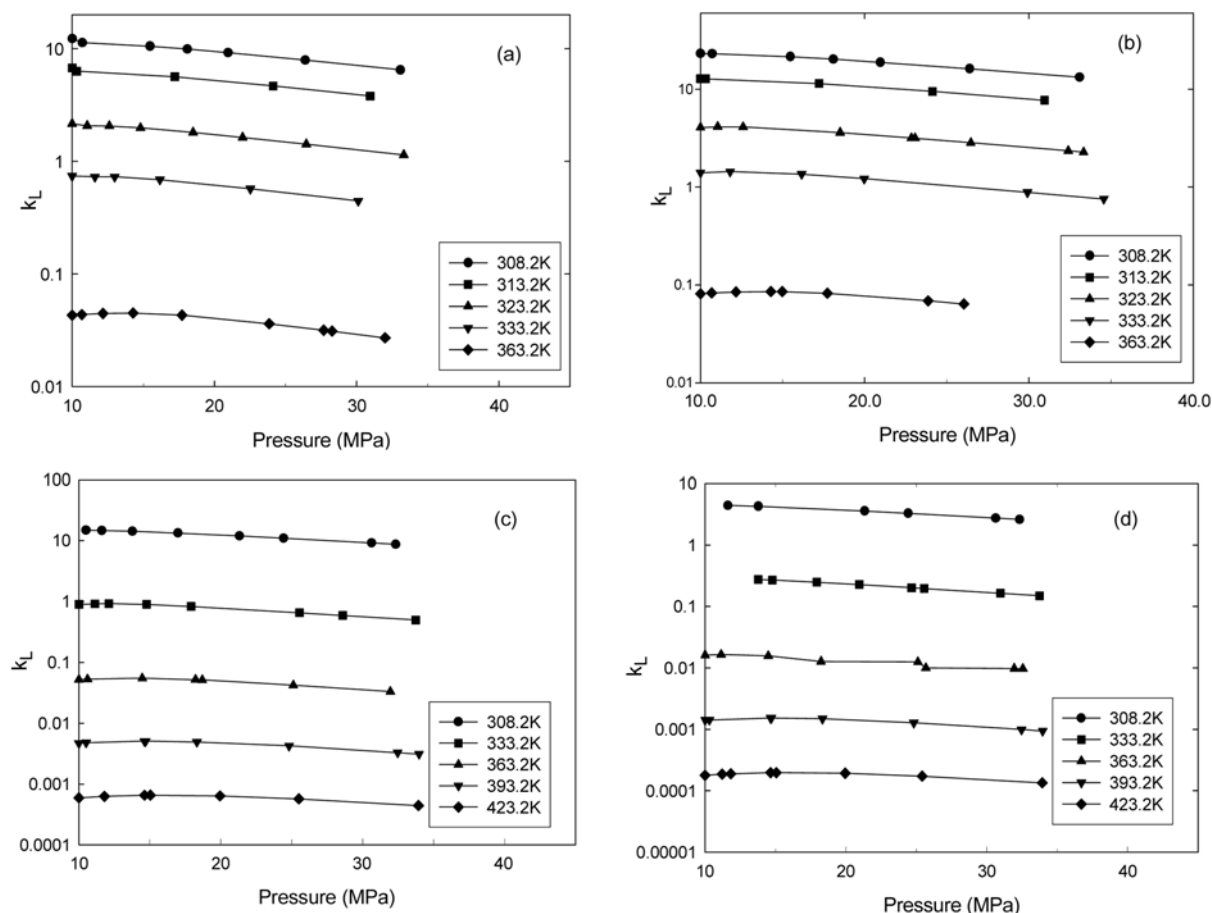 (a)
10
1
0.1
0.01
k_L
308.2K
313.2K
323.2K
333.2K
363.2K
10
20
30
40
Pressure (MPa)
(b)
10
1
0.1
0.01
k_L
308.2K
313.2K
323.2K
333.2K
363.2K
10.0
20.0
30.0
40.0
Pressure (MPa)
(c)
100
10
1
0.1
0.01
0.001
0.0001
k_L
308.2K
333.2K
363.2K
393.2K
423.2K
10
20
30
40
Pressure (MPa)
(d)
10
1
0.1
0.01
0.001
0.0001
0.00001
k_L
308.2K
333.2K
363.2K
393.2K
423.2K
10
20
30
40
Pressure (MPa)